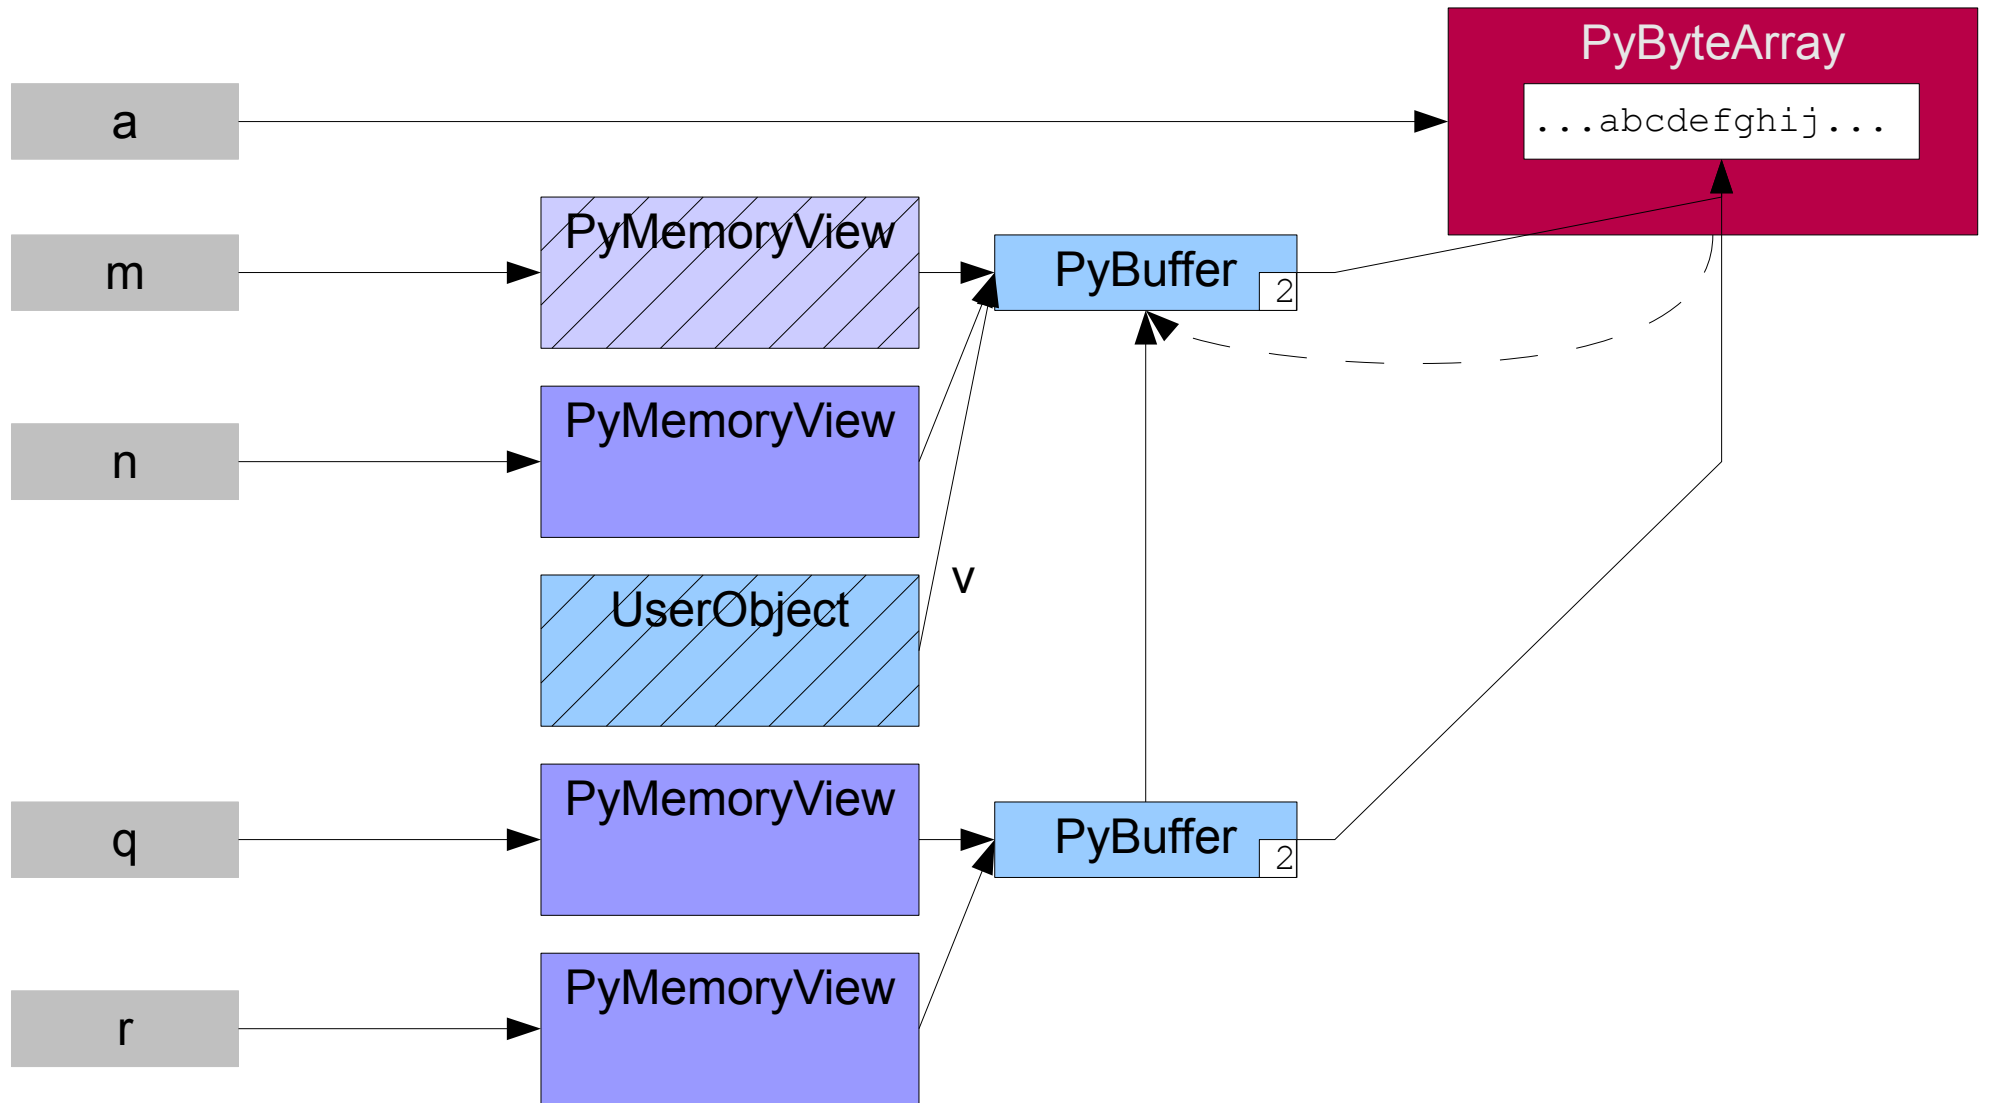 PyByteArray
a
...abcdefghij...
PyMemoryView
m
PyBuffer
2
PyMemoryView
n
v
UserObject
PyMemoryView
q
PyBuffer
2
PyMemoryView
r